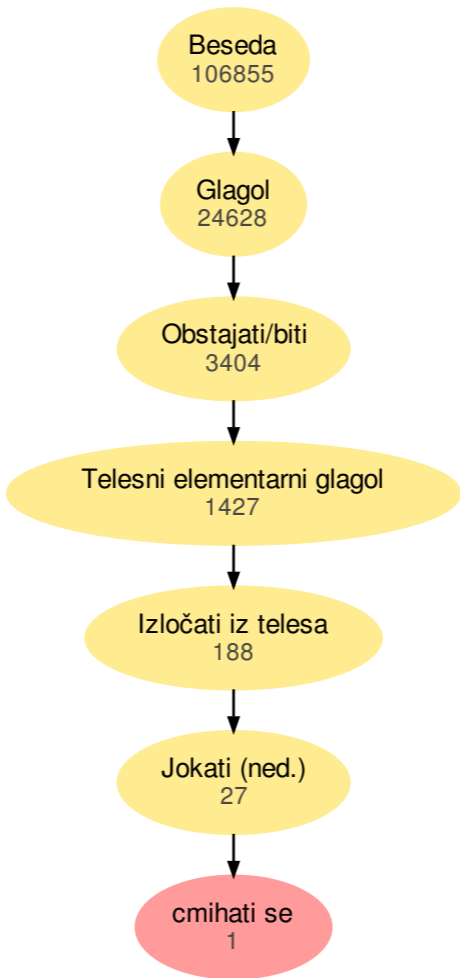 Beseda
106855
Glagol
24628
Obstajati/biti
3404
Telesni elementarni glagol
1427
Izločati iz telesa
188
Jokati (ned.)
27
cmihati se
1